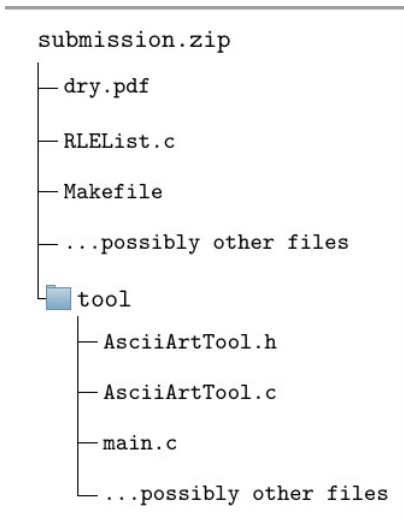 submission.zip
dry.pdf
RLEList.c
Makefile
...possibly other files
tool
AsciiArtTool.h
AsciiArtTool.c
main.c
...possibly other files